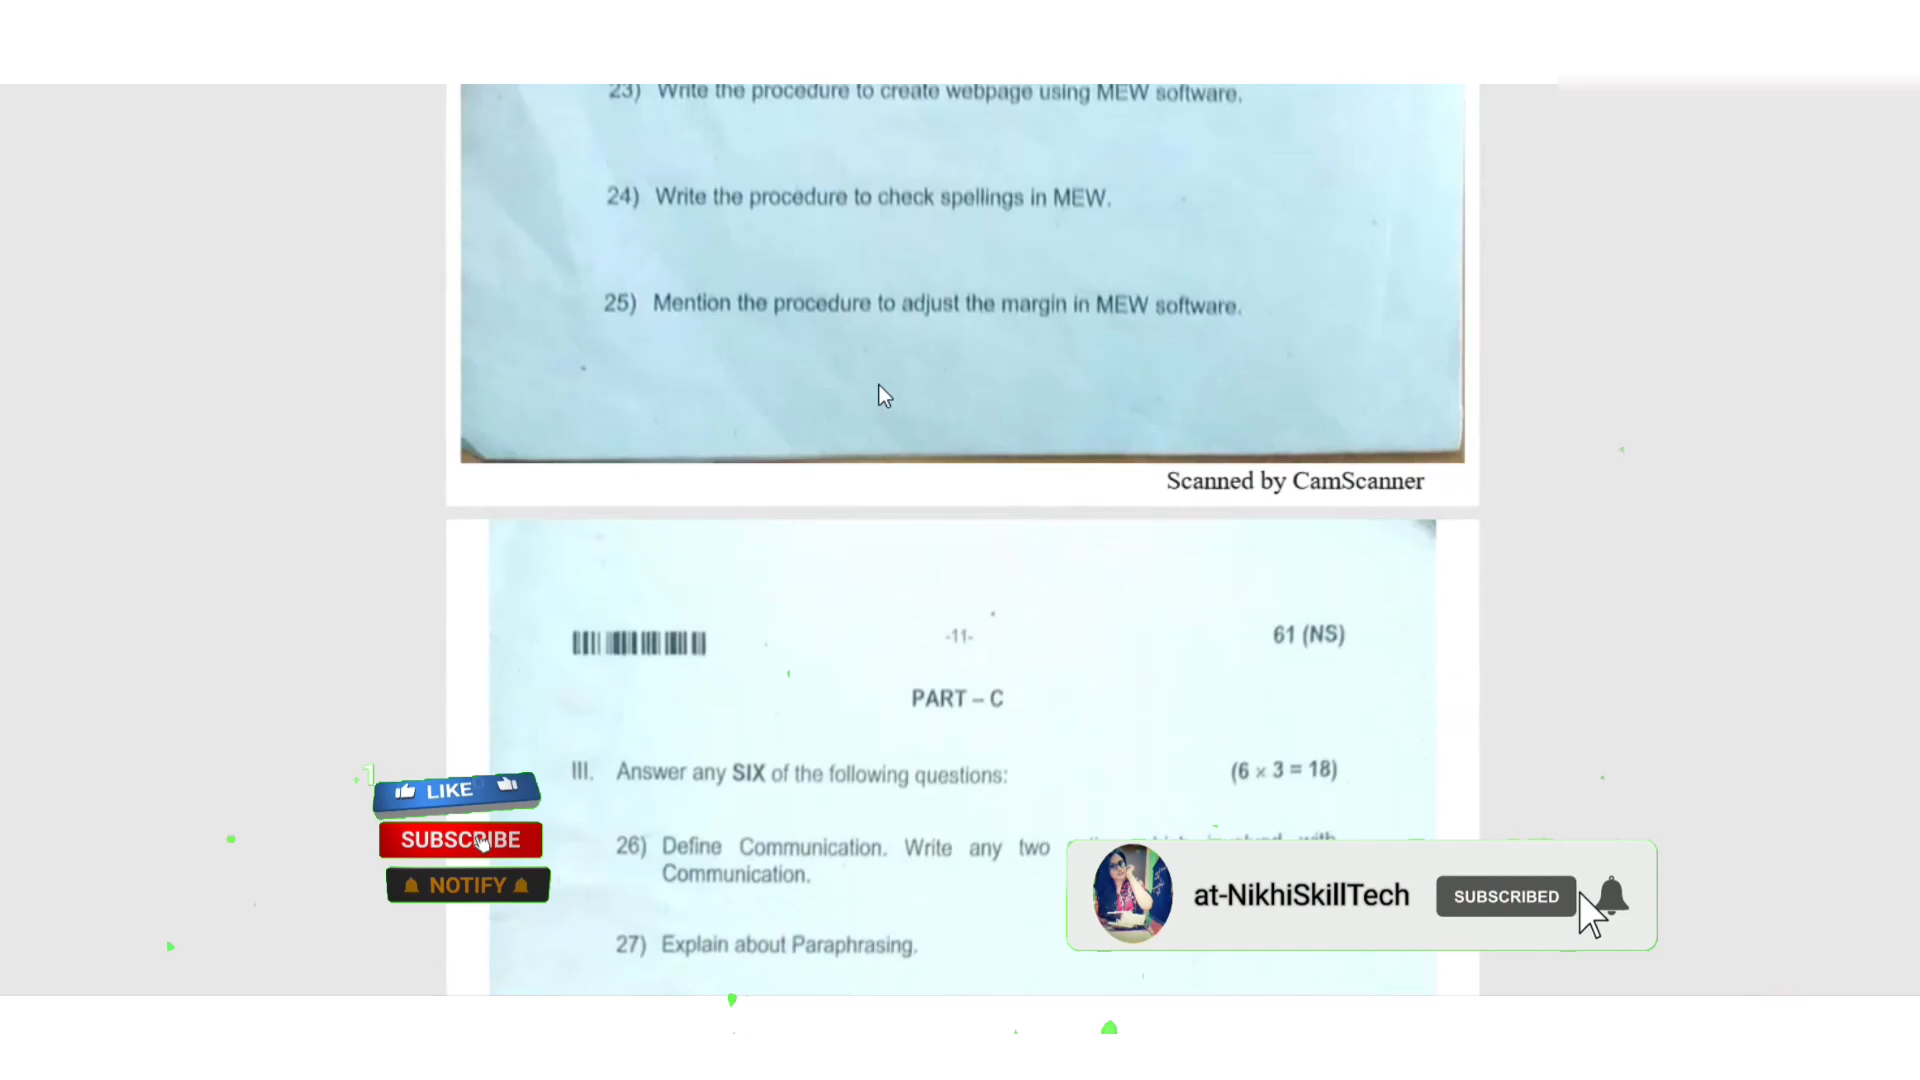 23) Write the procedure to create webpage using MEW software.
24) Write the procedure to check spellings in MEW.
25) Mention the procedure to adjust the margin in MEW software.
Scanned by CamScanner
-11-
61 (NS)
PART – C
III. Answer any SIX of the following questions:
(6 × 3 = 18)
26) Define Communication. Write any two involved with
Communication.
27) Explain about Paraphrasing.
+1
LIKE
SUBSCRIBE
NOTIFY
at-NikhiSkillTech
SUBSCRIBED